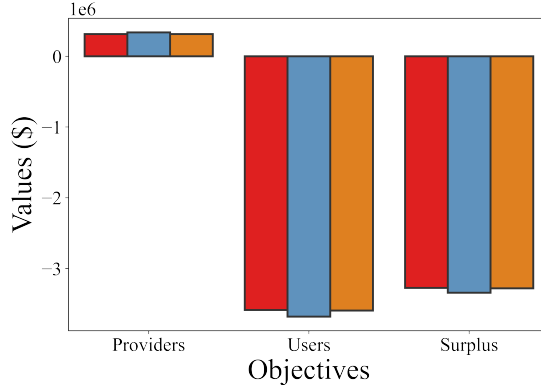 1e6
0
−1
−2
−3
Values ($)
Providers Users Surplus
Objectives